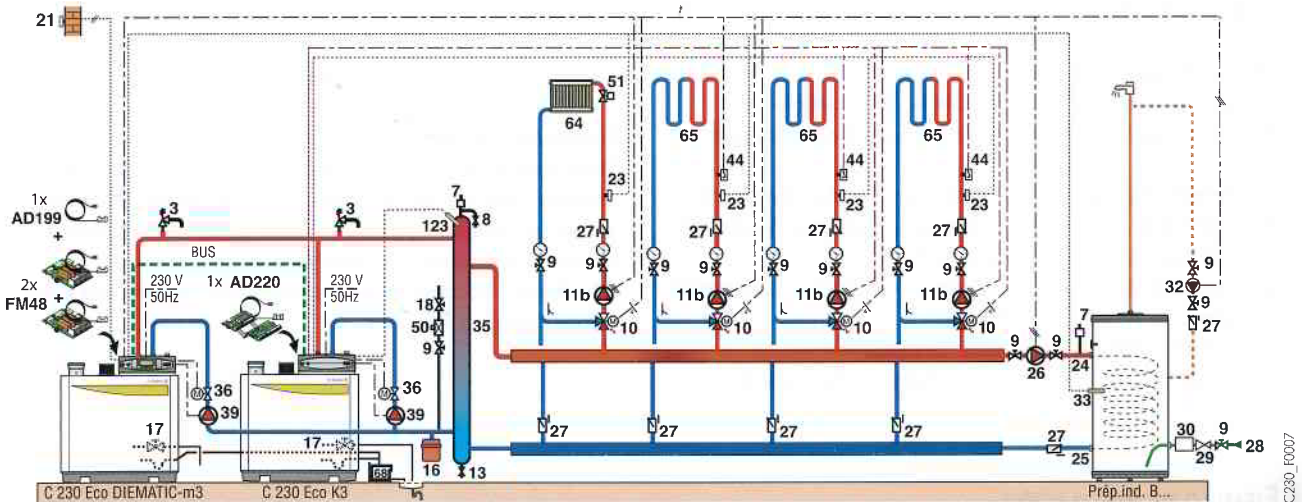 21
1x
AD199
+
2x
FM48
+
3
3
BUS
230 V
50Hz
1x AD220
230 V
50Hz
7
8
123
18
50
9
35
36
39
36
39
M
M
17
17
16
13
68
C 230 Eco DIEMATIC-m3
C 230 Eco K3
64
51
65
65
65
44
44
44
23
23
23
23
27
27
27
27
9
9
9
9
9
9
9
9
11b
11b
11b
11b
M
M
M
M
10
10
10
10
27
27
27
27
9
9
26
7
24
33
27
25
9
32
9
27
30
29
9
28
Prép.ind. B...
C230_F0007